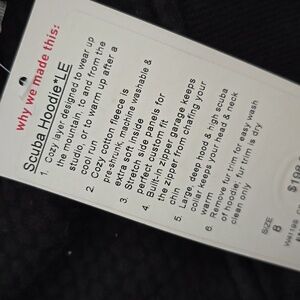 why we made this:
Scuba Hoodie*LE
1. Cozy layer designed to wear up
the mountain, to and from the
studio, or to warm up after a
cool run
2. Cozy cotton fleece is
pre-shrunk, machine washable &
extra soft inside
3. Stretch side panels for
perfect custom fit
4. Built-in zipper garage keeps
the zipper from chafing your
chin
5. Large, deep hood & high scuba
collar keeps your head & neck
warm
6. Remove fur trim for easy wash
of hoodie, fur trim is dry
clean only
SIZE
8